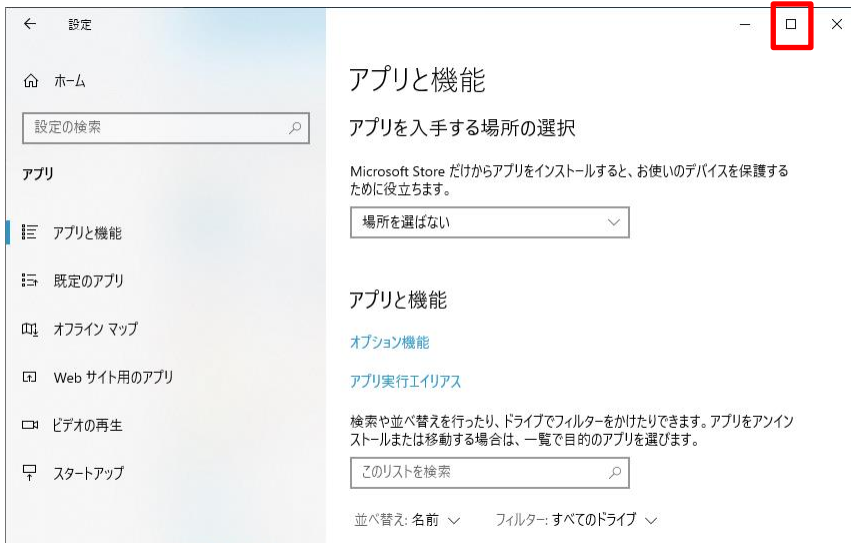 設定
ホーム
設定の検索
アプリ
アプリと機能
既定のアプリ
オフライン マップ
Web サイト用のアプリ
ビデオの再生
スタートアップ
アプリと機能
アプリを入手する場所の選択
Microsoft Store だけからアプリをインストールすると、お使いのデバイスを保護する
ために役立ちます。
場所を選ばない
アプリと機能
オプション機能
アプリ実行エイリアス
検索や並べ替えを行ったり、ドライブでフィルターをかけたりできます。アプリをアンイン
ストールまたは移動する場合は、一覧で目的のアプリを選びます。
このリストを検索
並べ替え: 名前 フィルター: すべてのドライブ